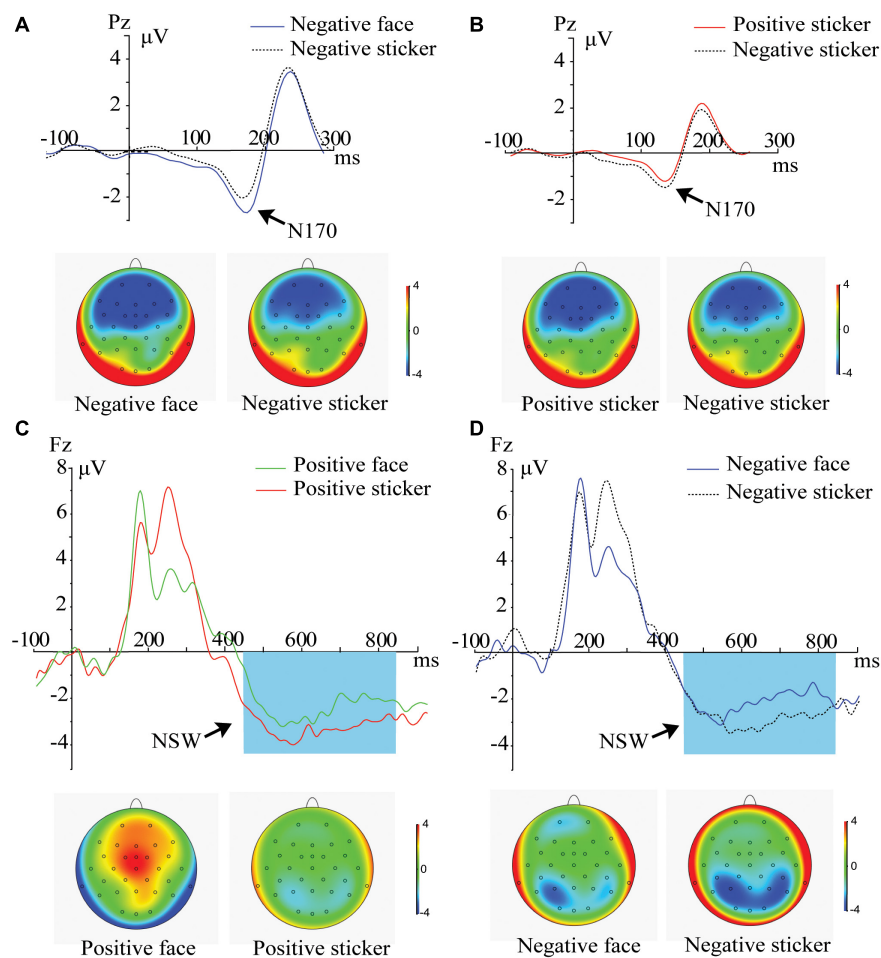 A
Pz
μV
Negative face
Negative sticker
4
2
-2
-100
100
200
300
ms
N170
Negative face
Negative sticker
4
0
-4
B
Pz
μV
Positive sticker
Negative sticker
4
2
-2
-100
100
200
300
ms
N170
Positive sticker
Negative sticker
4
0
-4
C
Fz
μV
Positive face
Positive sticker
8
6
4
2
-2
-4
-100
200
400
600
800
ms
NSW
Positive face
Positive sticker
4
0
-4
D
Fz
μV
Negative face
Negative sticker
8
6
4
2
-2
-4
-100
200
400
600
800
ms
NSW
Negative face
Negative sticker
4
0
-4